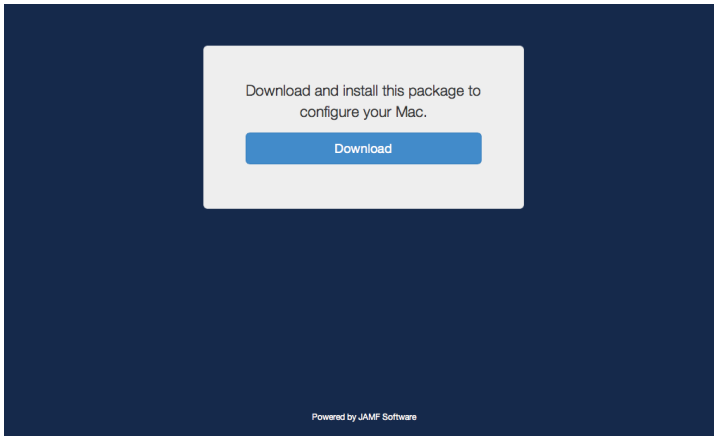 Download and install this package to
configure your Mac.
Download
Powered by JAMF Software